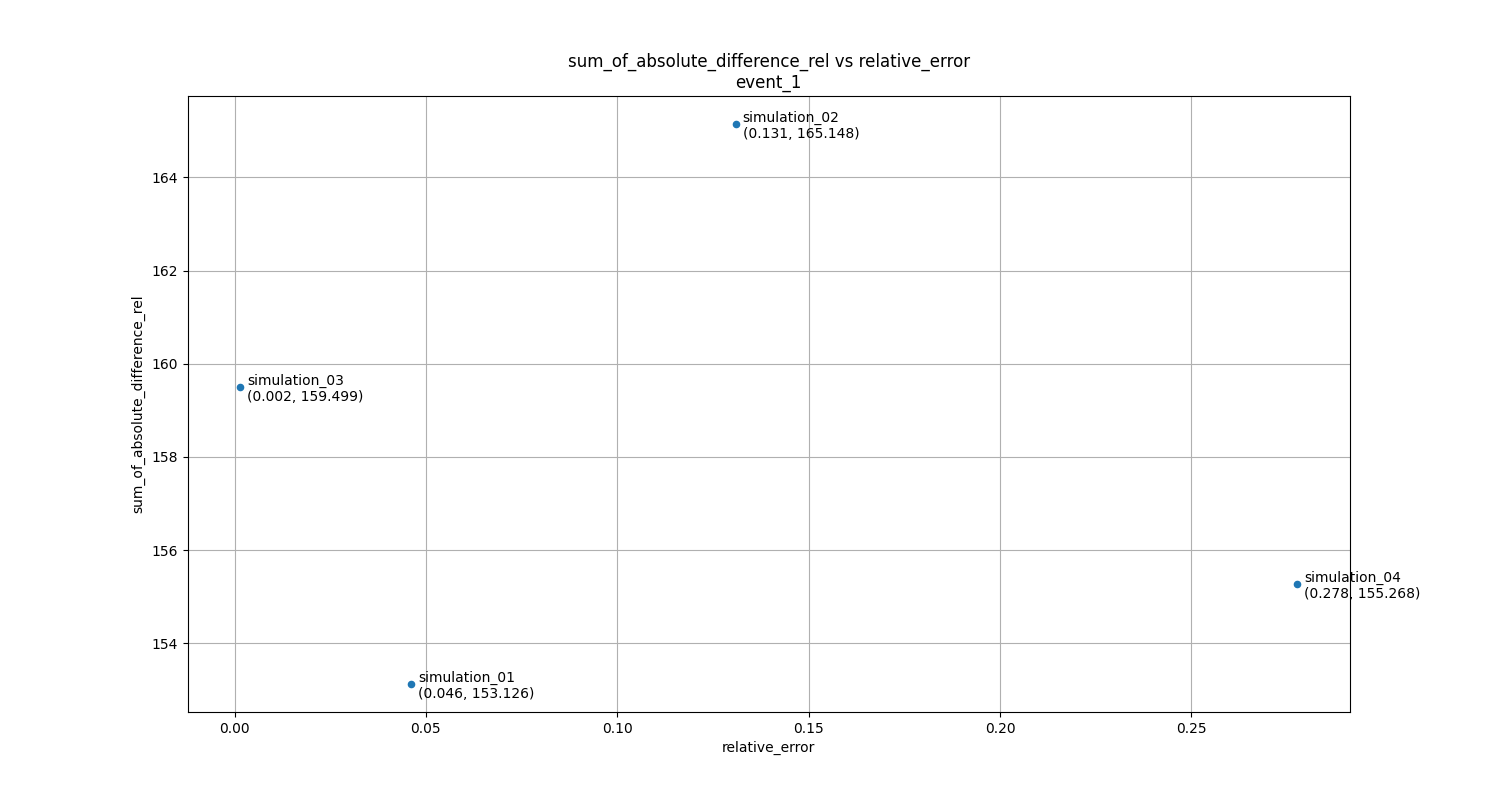 sum_of_absolute_difference_rel vs relative_error
event_1
simulation_02
(0.131, 165.148)
164
162
160
158
156
154
sum_of_absolute_difference_rel
simulation_03
(0.002, 159.499)
simulation_04
(0.278, 155.268)
simulation_01
(0.046, 153.126)
0.00
0.05
0.10
0.15
0.20
0.25
relative_error